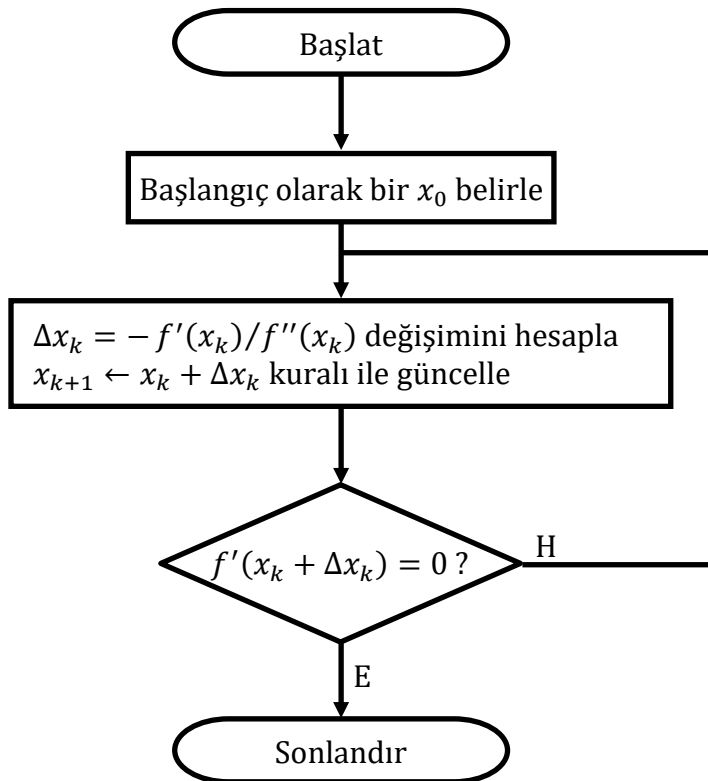 Başlat
Başlangıç olarak bir x₀ belirle
Δxₖ = − f′(xₖ)/f′′(xₖ) değişimini hesapla
xₖ₊₁ ← xₖ + Δxₖ kuralı ile güncelle
f′(xₖ + Δxₖ) = 0 ?
H
E
Sonlandır